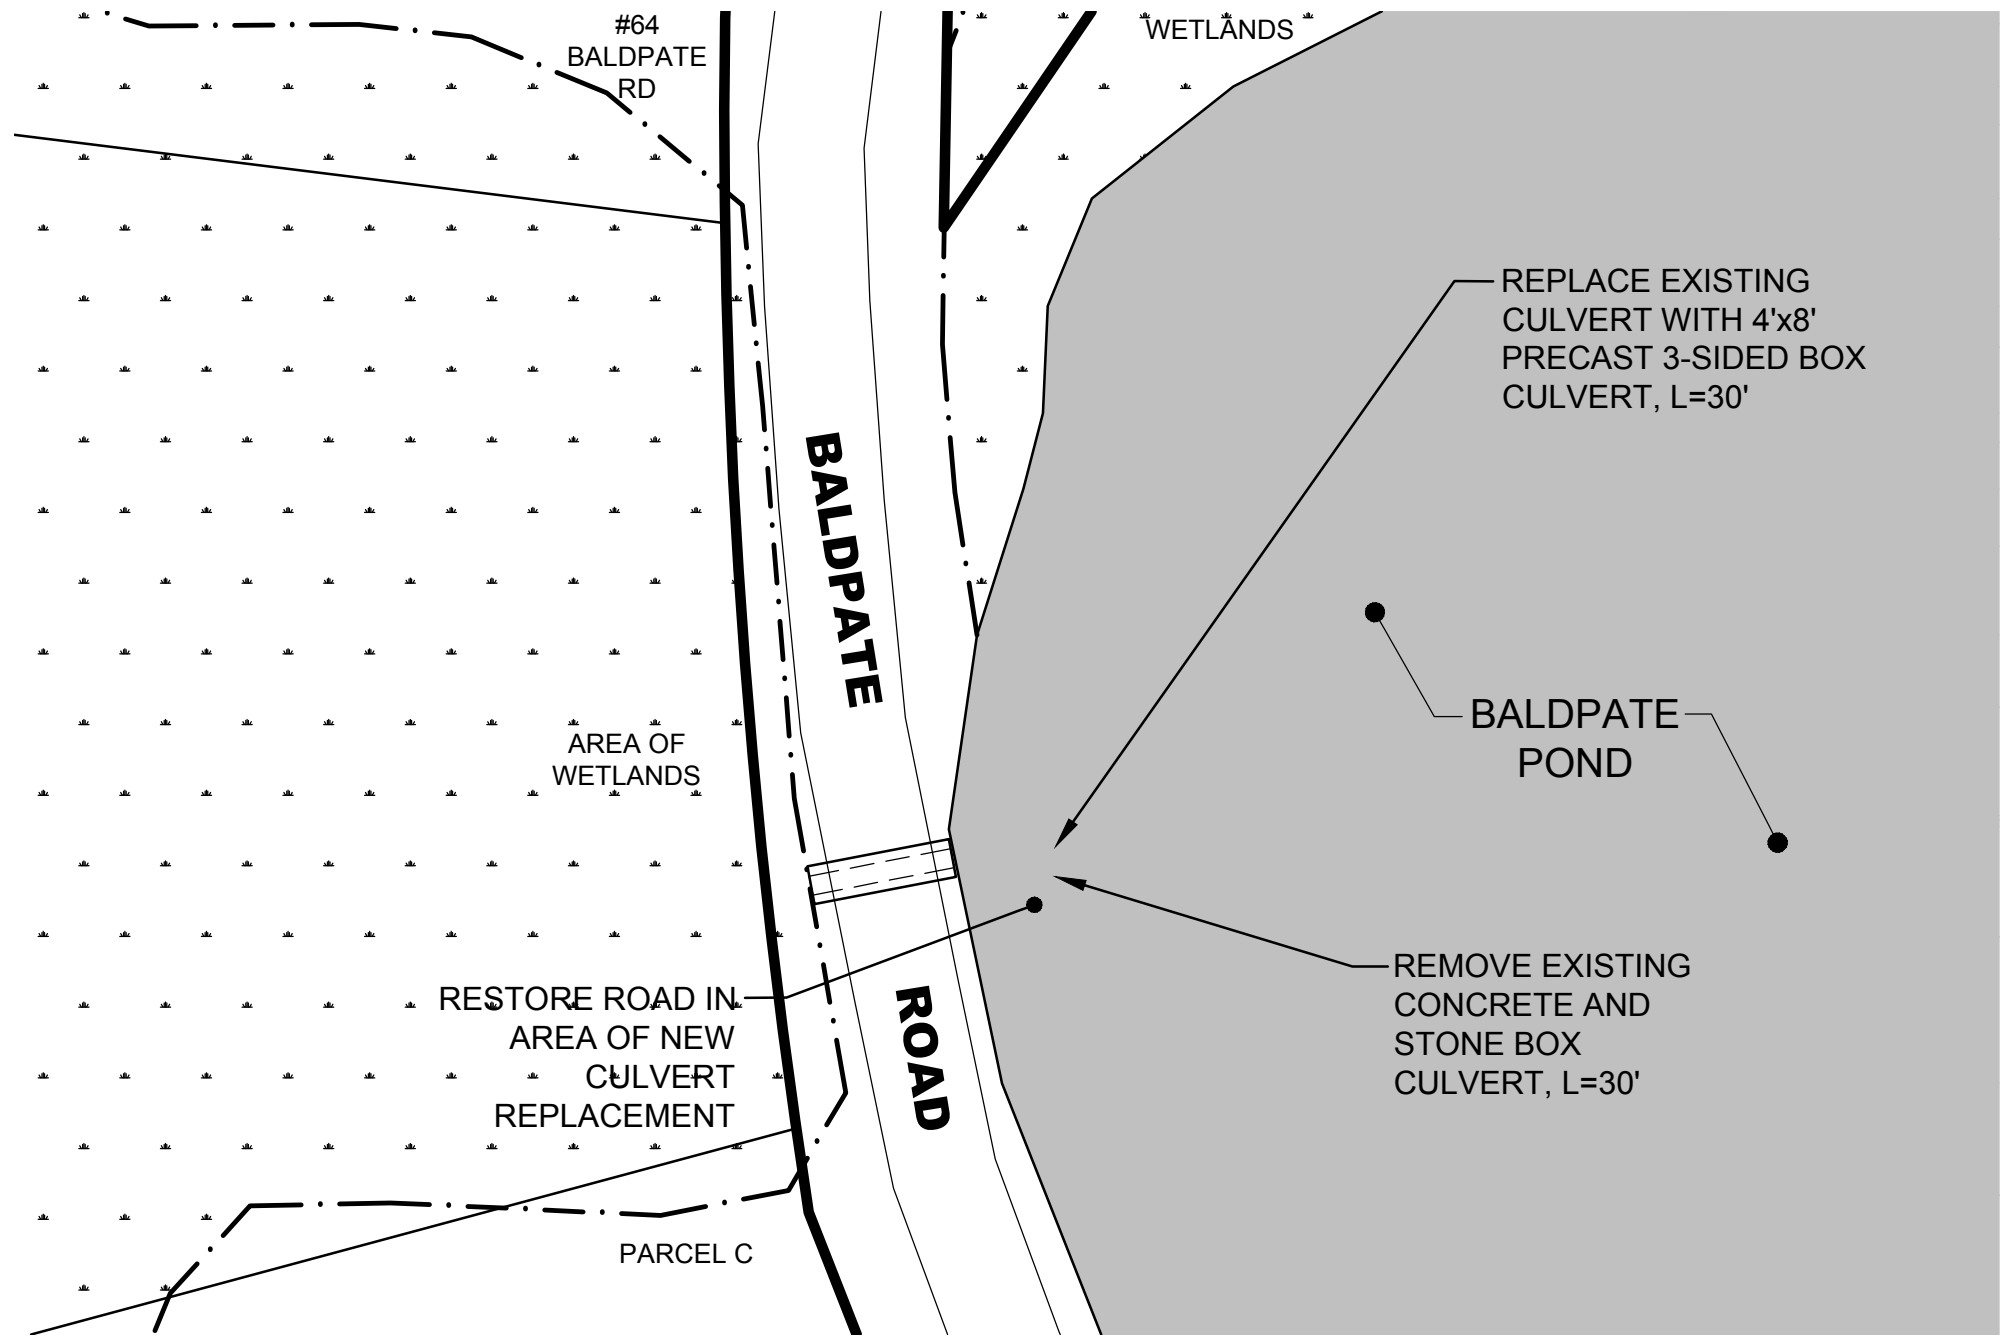 #64
BALDPATE
RD
WETLANDS
REPLACE EXISTING
CULVERT WITH 4'x8'
PRECAST 3-SIDED BOX
CULVERT, L=30'
BALDPATE
ROAD
BALDPATE
POND
AREA OF
WETLANDS
RESTORE ROAD IN
AREA OF NEW
CULVERT
REPLACEMENT
REMOVE EXISTING
CONCRETE AND
STONE BOX
CULVERT, L=30'
PARCEL C